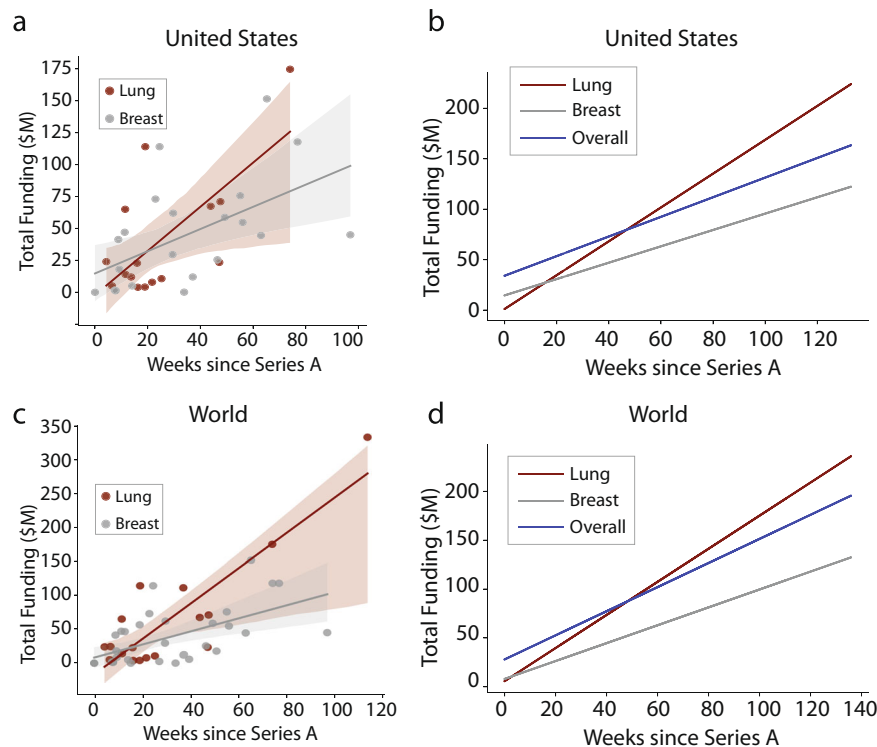 a
United States
Total Funding ($M)
175
150
125
100
75
50
25
0
Lung
Breast
0 20 40 60 80 100
Weeks since Series A
b
United States
Total Funding ($M)
200
150
100
50
0
Lung
Breast
Overall
0 20 40 60 80 100 120
Weeks since Series A
c
World
Total Funding ($M)
350
300
250
200
150
100
50
0
Lung
Breast
0 20 40 60 80 100 120
Weeks since Series A
d
World
Total Funding ($M)
200
150
100
50
0
Lung
Breast
Overall
0 20 40 60 80 100 120 140
Weeks since Series A